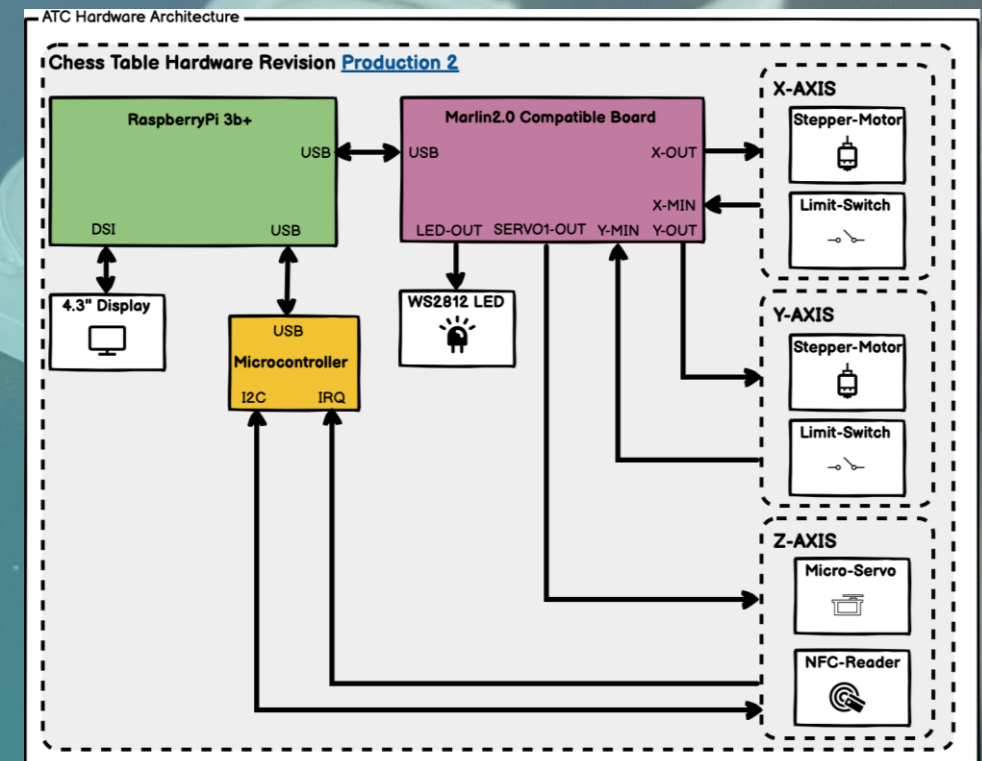 ATC Hardware Architecture
Chess Table Hardware Revision Production 2
RaspberryPi 3b+
USB
DSI
USB
Marlin2.0 Compatible Board
USB
X-OUT
X-MIN
LED-OUT SERVO1-OUT Y-MIN Y-OUT
4.3" Display
USB
Microcontroller
I2C IRQ
WS2812 LED
X-AXIS
Stepper-Motor
Limit-Switch
Y-AXIS
Stepper-Motor
Limit-Switch
Z-AXIS
Micro-Servo
NFC-Reader